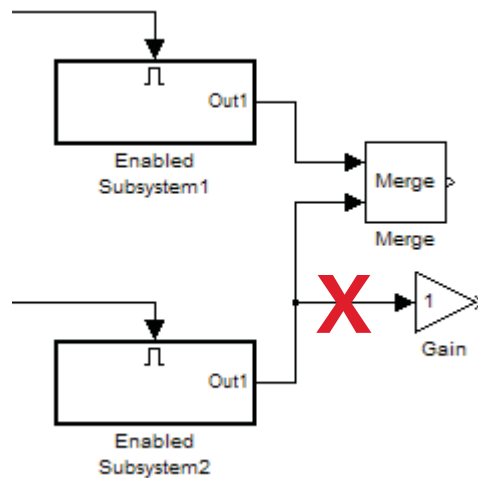 Out1
Enabled
Subsystem1
Merge
Merge
X
1
Gain
Out1
Enabled
Subsystem2